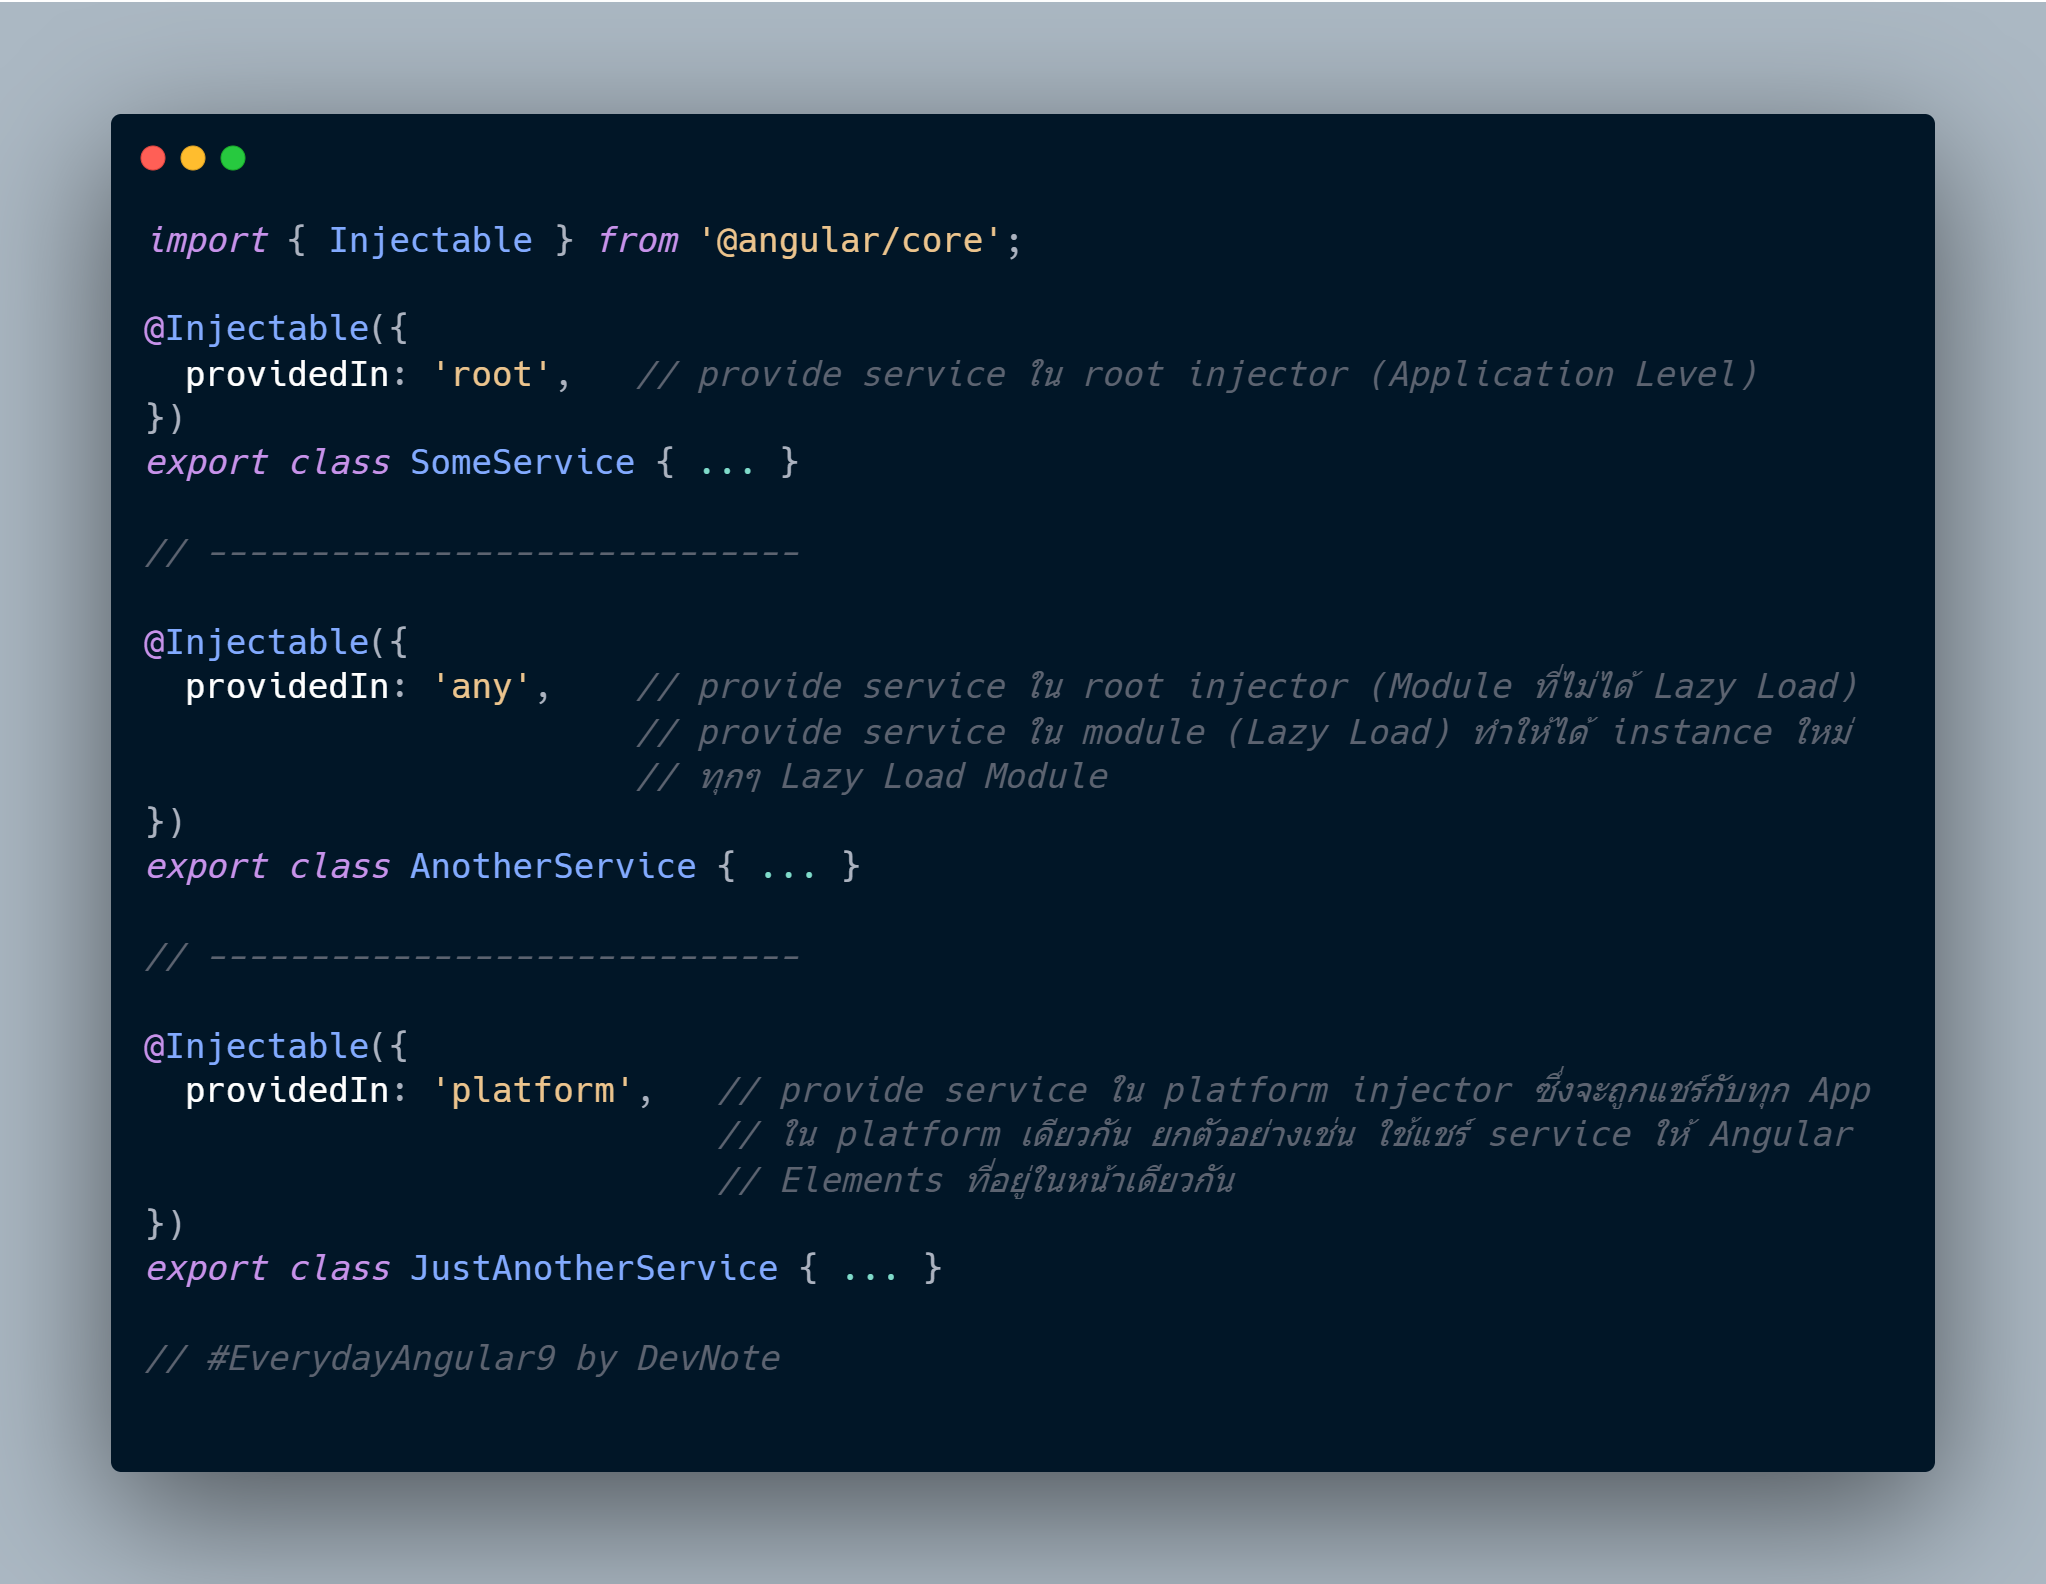 import { Injectable } from '@angular/core';
@Injectable({
  providedIn: 'root',   // provide service ใน root injector (Application Level)
})
export class SomeService { ... }
// -----------------------------
@Injectable({
  providedIn: 'any',    // provide service ใน root injector (Module ที่ไม่ได้ Lazy Load)
                        // provide service ใน module (Lazy Load) ทำให้ได้ instance ใหม่
                        // ทุกๆ Lazy Load Module
})
export class AnotherService { ... }
// -----------------------------
@Injectable({
  providedIn: 'platform',   // provide service ใน platform injector ซึ่งจะถูกแชร์กับทุก App
                            // ใน platform เดียวกัน ยกตัวอย่างเช่น ใช้แชร์ service ให้ Angular
                            // Elements ที่อยู่ในหน้าเดียวกัน
})
export class JustAnotherService { ... }
// #EverydayAngular9 by DevNote